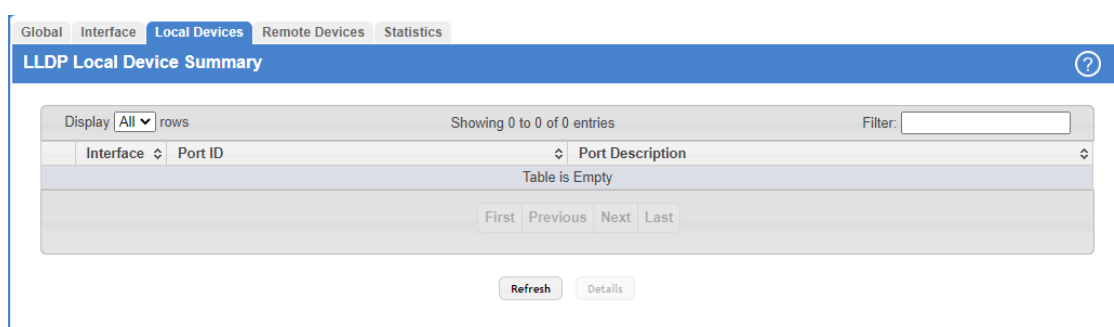 Global Interface Local Devices Remote Devices Statistics
LLDP Local Device Summary ?
Display All rows Showing 0 to 0 of 0 entries Filter:
Interface Port ID Port Description
Table is Empty
First Previous Next Last
Refresh Details